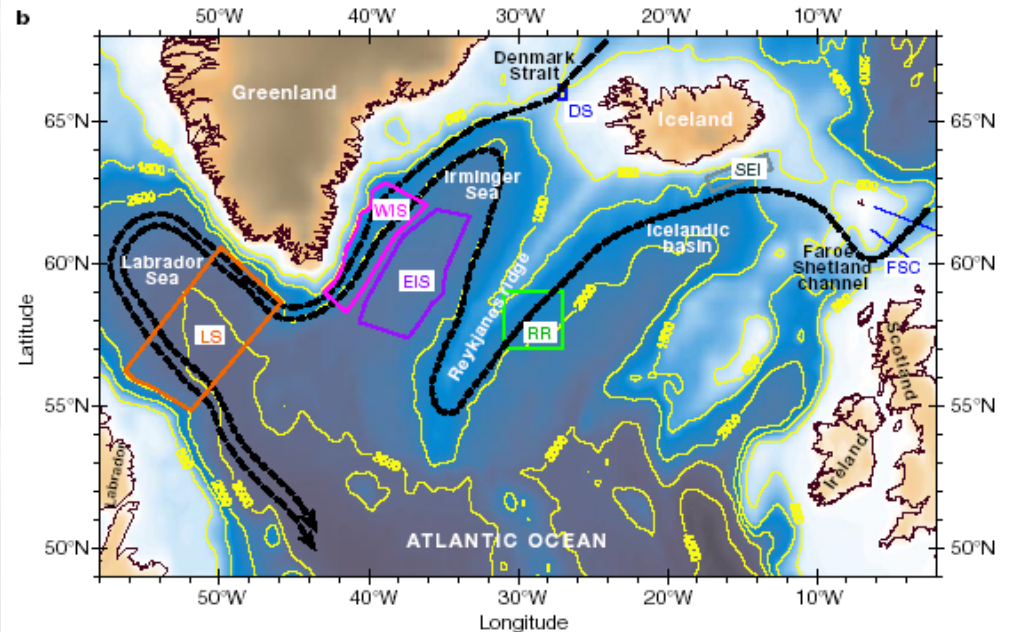 b
50°W
40°W
30°W
20°W
10°W
Denmark
Strait
Greenland
DS
65°N
65°N
Iceland
SEI
Irminger
Sea
WIS
Labrador
Sea
Icelandic
basin
60°N
60°N
Faroe
Shetland
channel
FSC
EIS
LS
Reykjanes ridge
RR
Scotland
Latitude
55°N
55°N
Ireland
Labrador
ATLANTIC OCEAN
50°N
50°N
50°W
40°W
30°W
20°W
10°W
Longitude